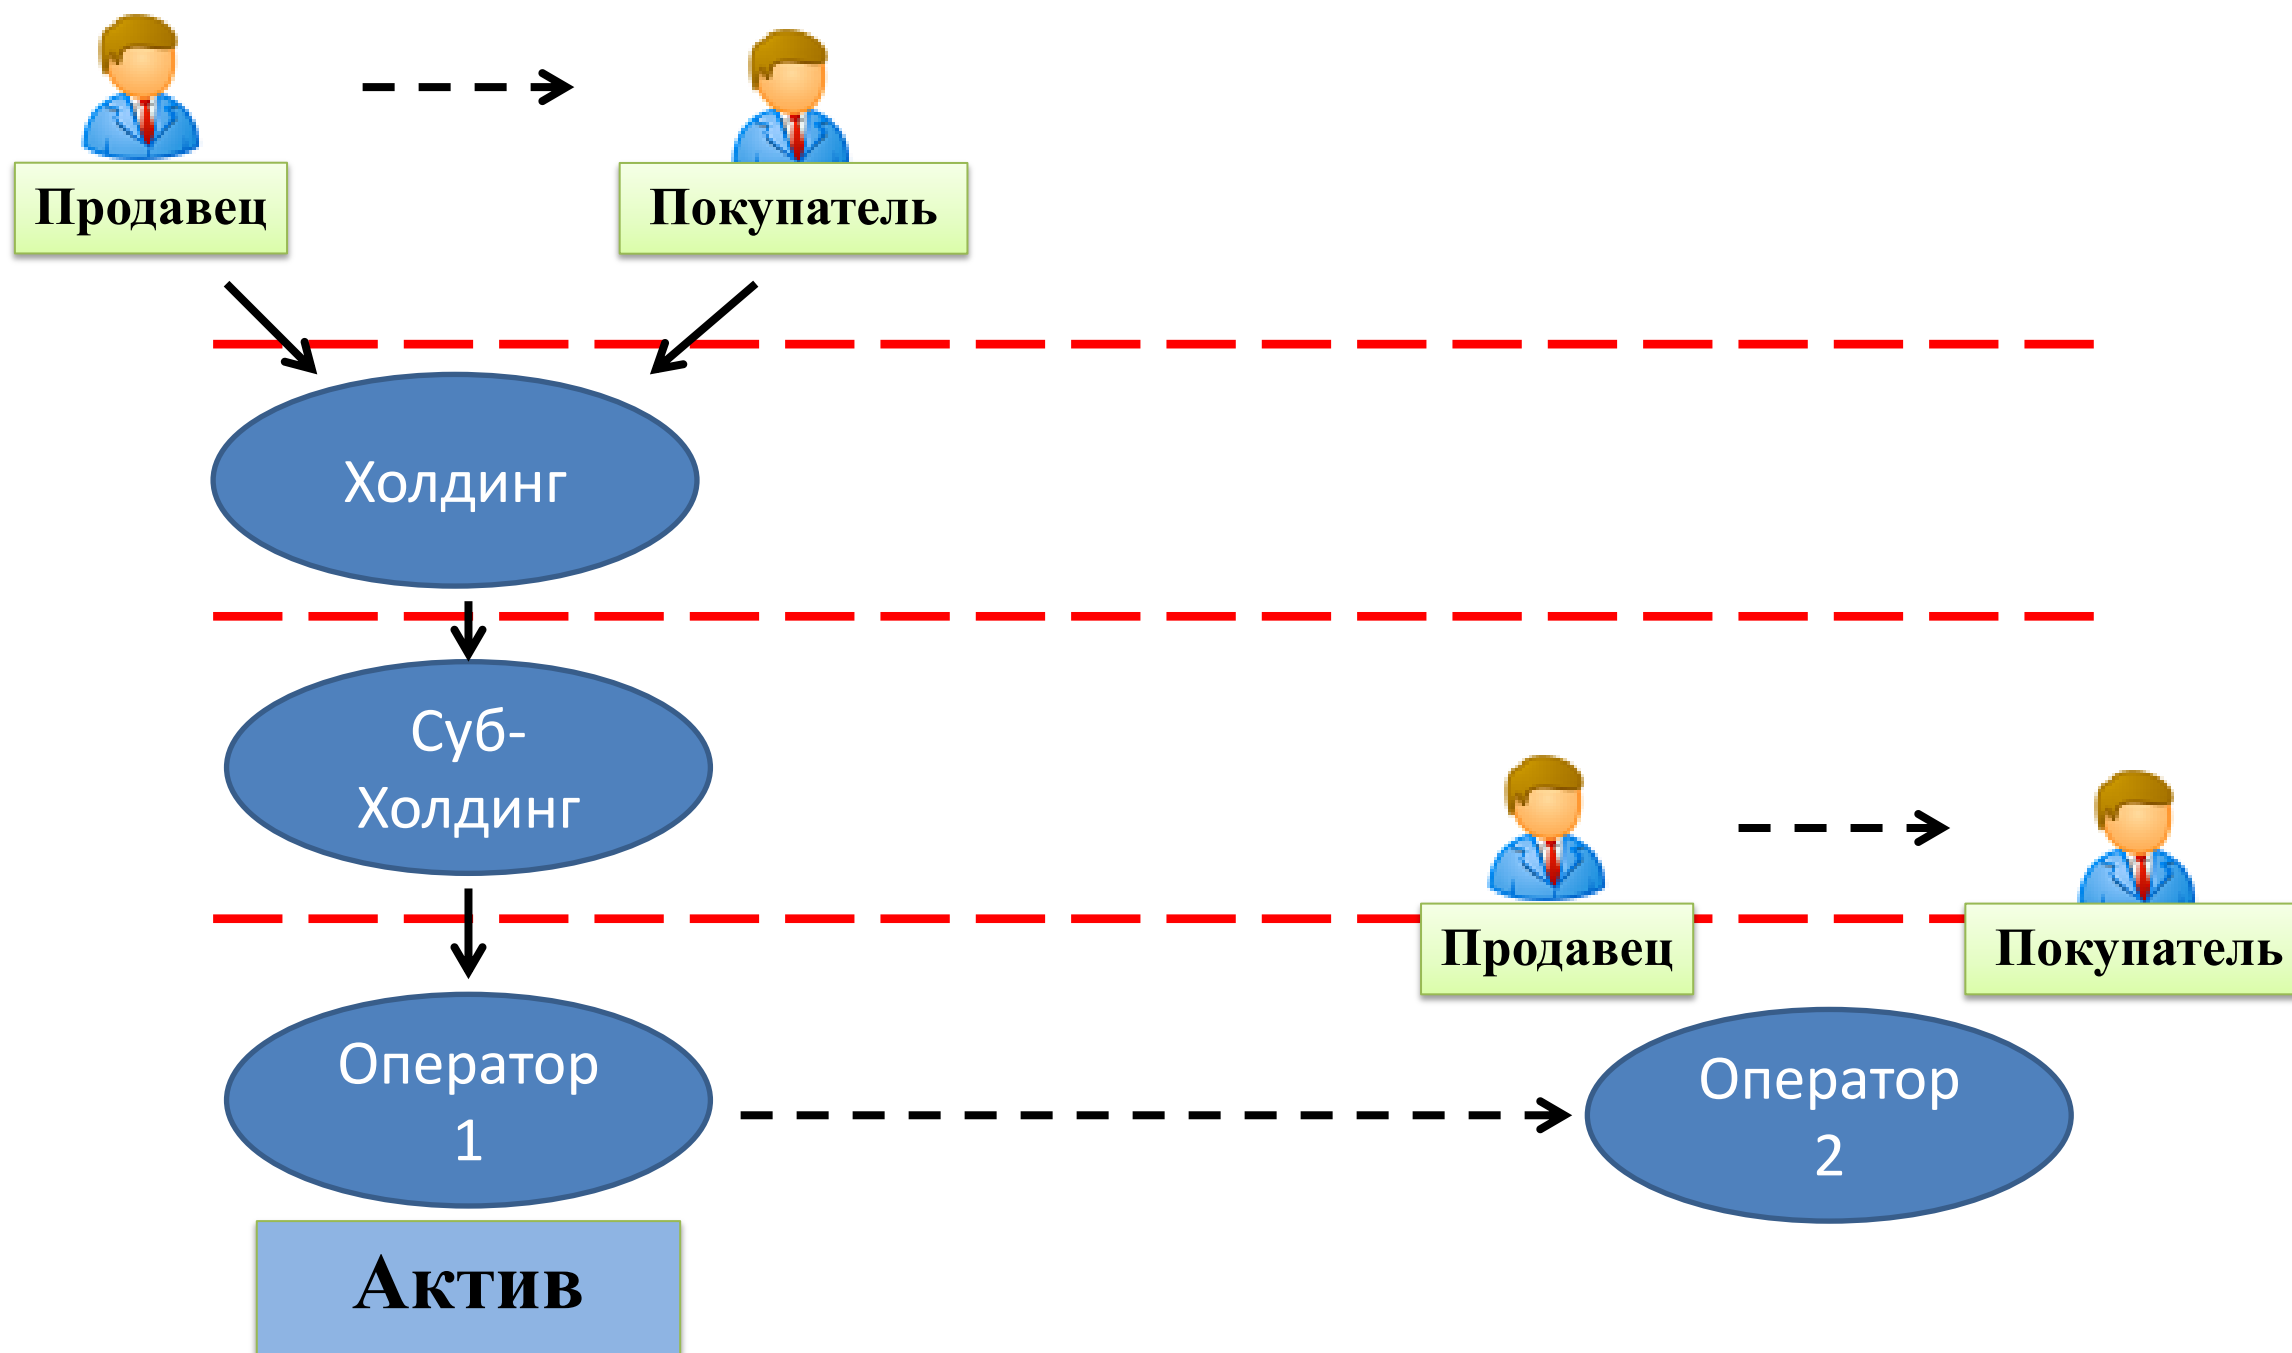 Продавец
Покупатель
Холдинг
Суб-
Холдинг
Продавец
Покупатель
Оператор
1
Оператор
2
Актив